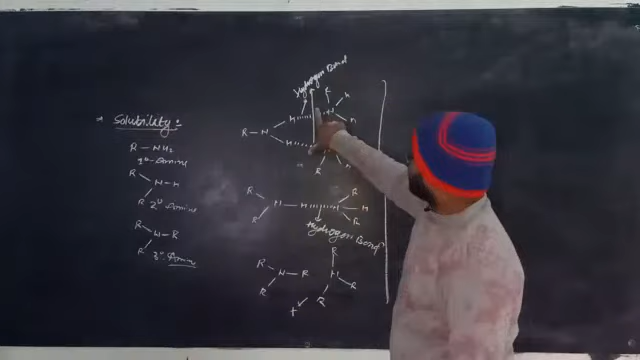 * Solubility :-
R — NH₂
1° Amine
R
N — H
R 2° Amine
R
N — R
R 3° Amine
Hydrogen Bond
R
H
R — N
H
N
H
H
R
R
N — H
N
R
H
R
R
Hydrogen Bond
R
N — R
R
R
N
R
R